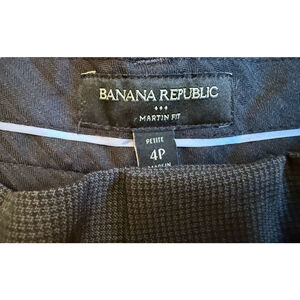 BANANA REPUBLIC
MARTIN FIT
PETITE
4P